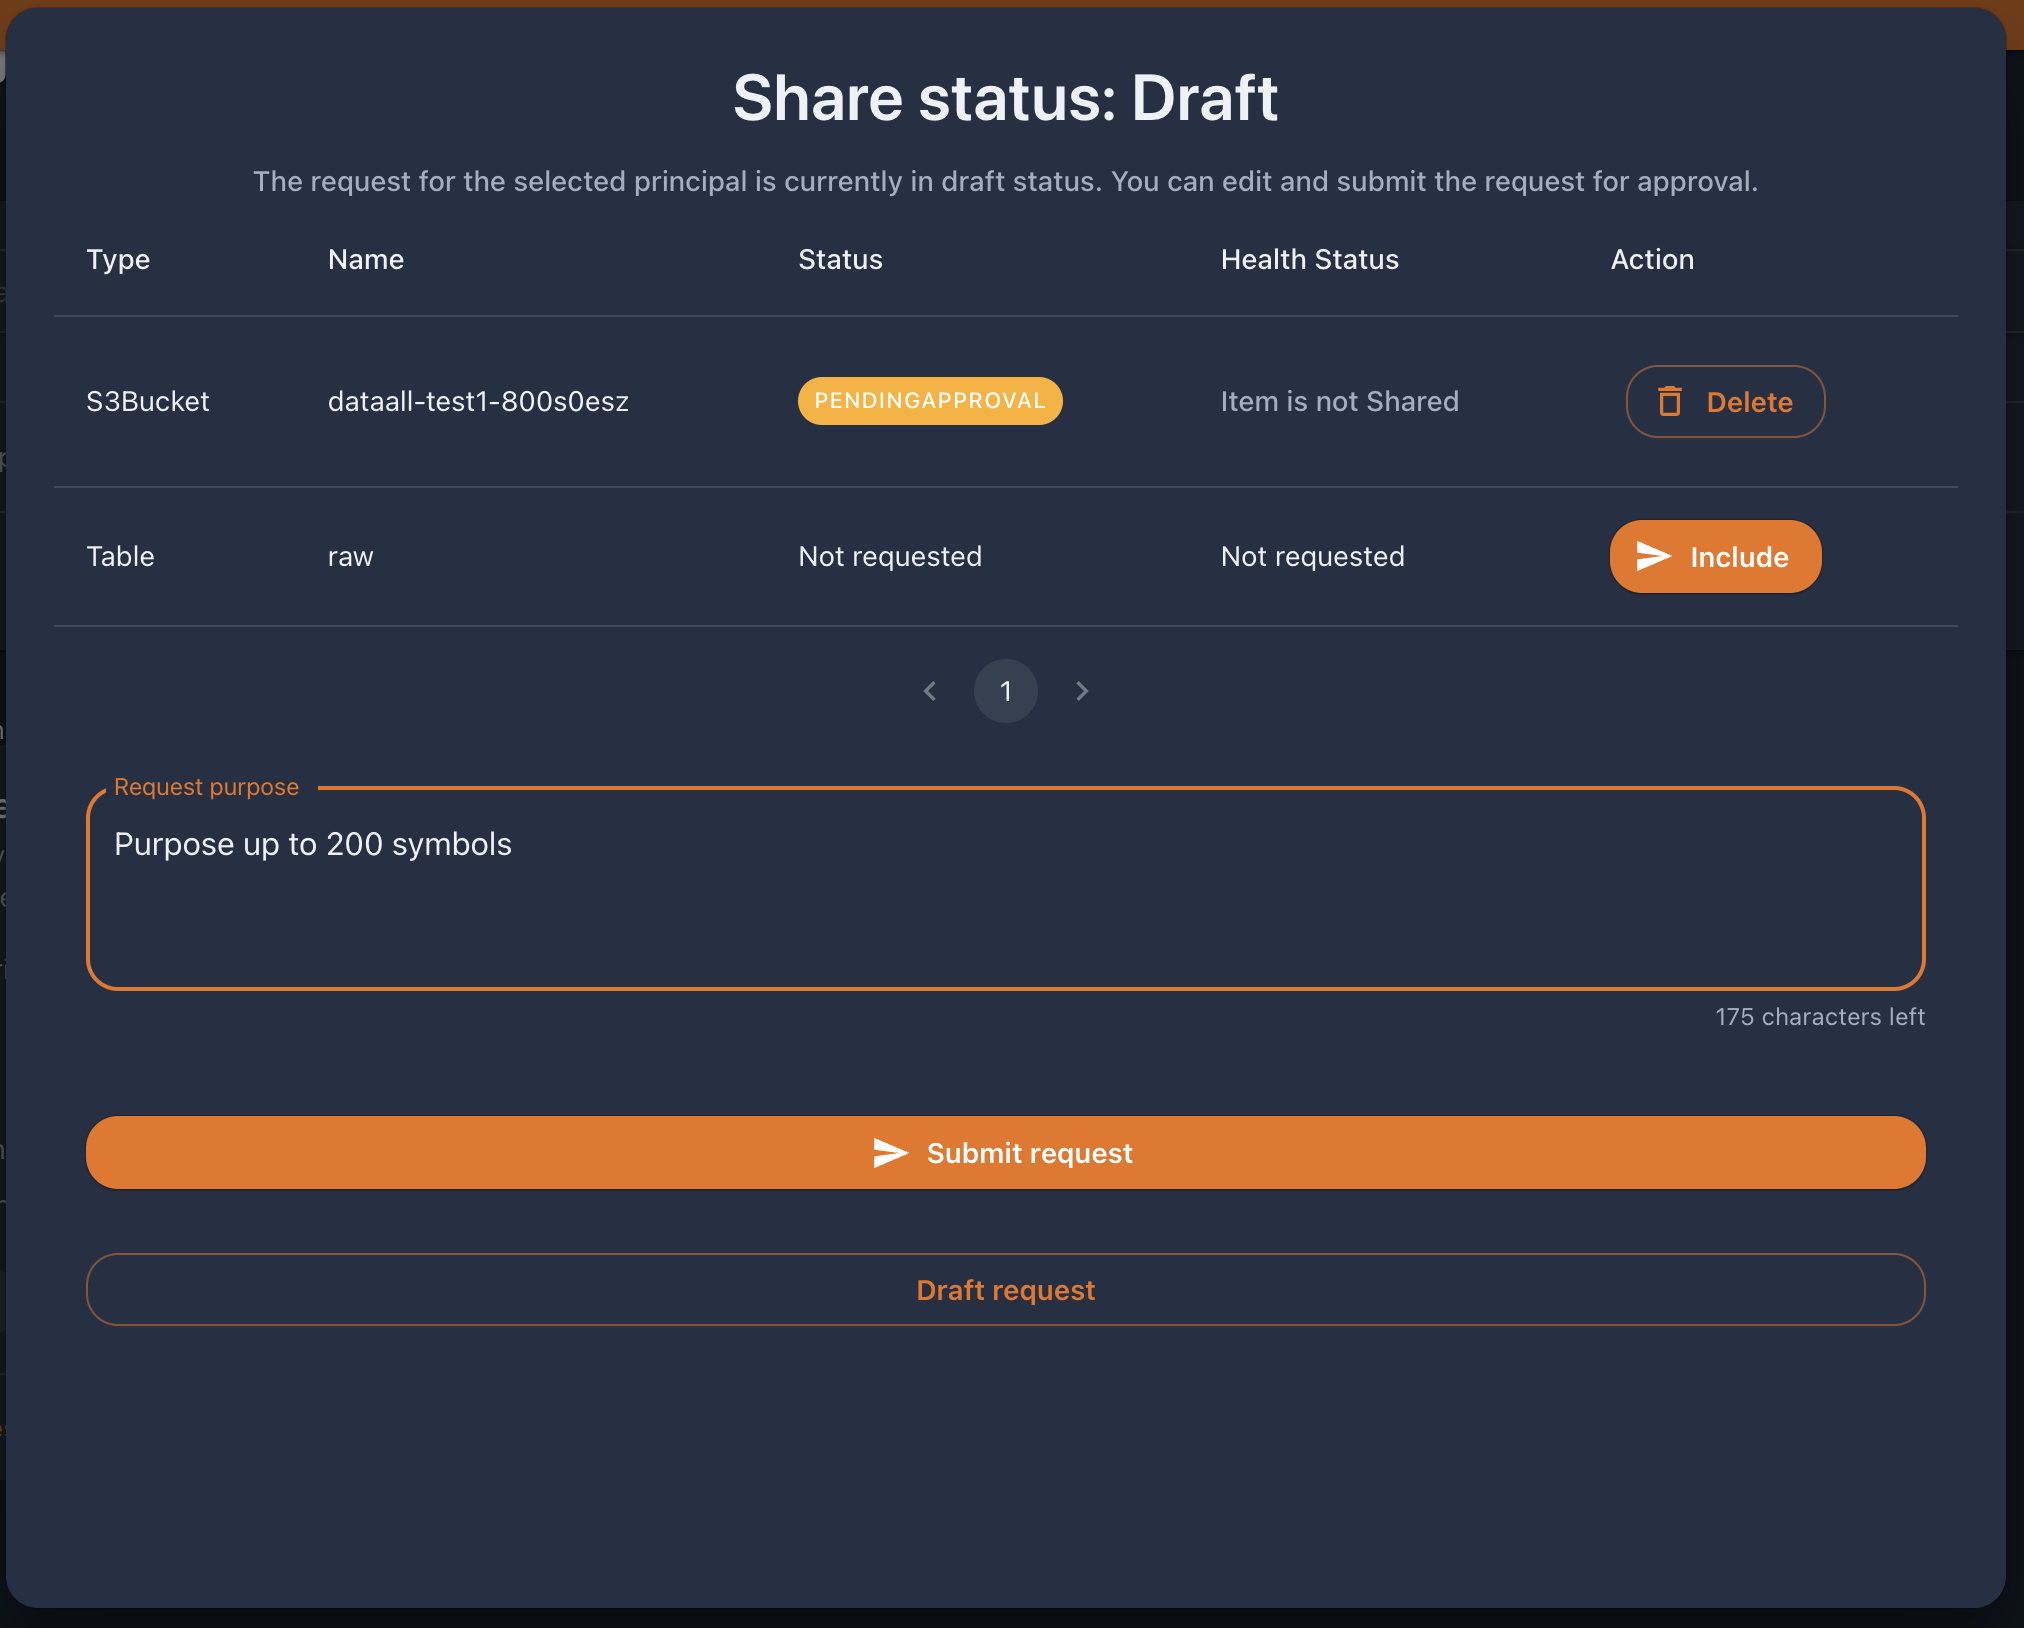 Share status: Draft
The request for the selected principal is currently in draft status. You can edit and submit the request for approval.
Type Name Status Health Status Action
S3Bucket dataall-test1-800s0esz PENDINGAPPROVAL Item is not Shared Delete
Table raw Not requested Not requested Include
1
Request purpose
Purpose up to 200 symbols
175 characters left
Submit request
Draft request